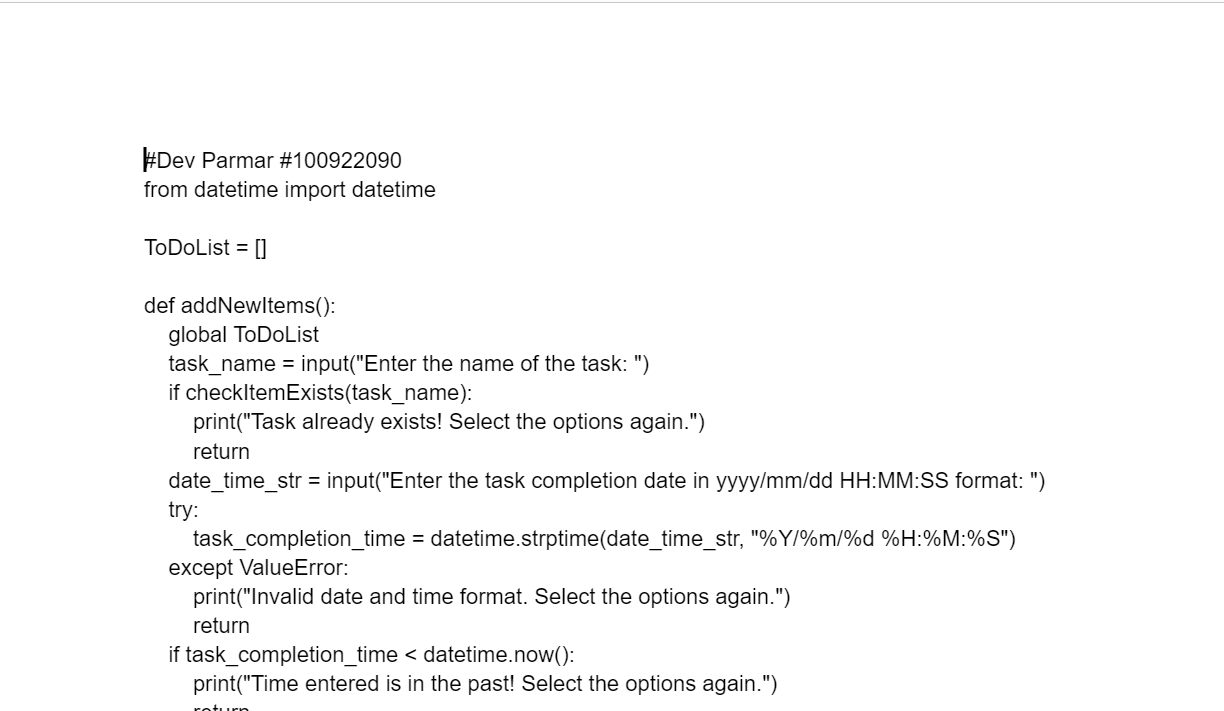 #Dev Parmar #100922090
from datetime import datetime
ToDoList = []
def addNewItems():
global ToDoList
task_name = input("Enter the name of the task: ")
if checkItemExists(task_name):
print("Task already exists! Select the options again.")
return
date_time_str = input("Enter the task completion date in yyyy/mm/dd HH:MM:SS format: ")
try:
task_completion_time = datetime.strptime(date_time_str, "%Y/%m/%d %H:%M:%S")
except ValueError:
print("Invalid date and time format. Select the options again.")
return
if task_completion_time < datetime.now():
print("Time entered is in the past! Select the options again.")
return